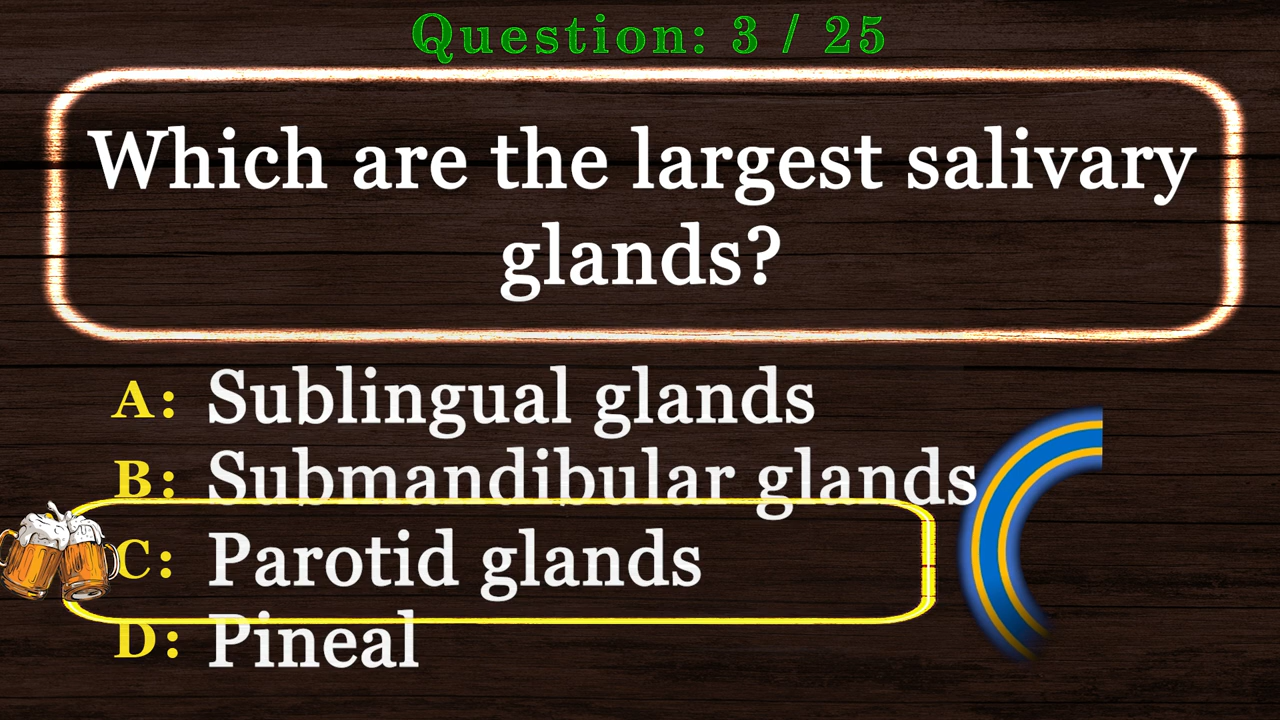 Question: 3 / 25
Which are the largest salivary
glands?
A: Sublingual glands
B: Submandibular glands
C: Parotid glands
D: Pineal